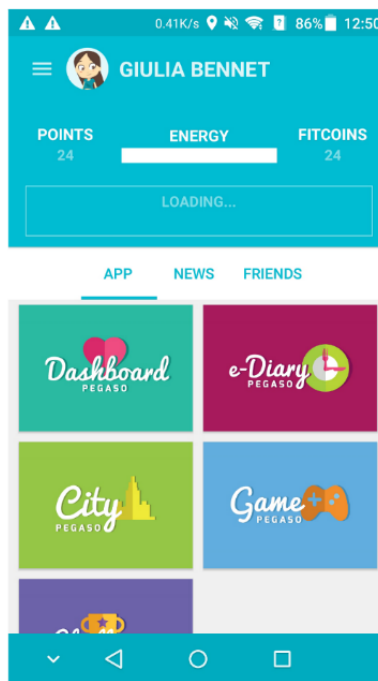 0.41K/s 86% 12:50
GIULIA BENNET
POINTS ENERGY FITCOINS
24 24
LOADING...
APP NEWS FRIENDS
Dashboard
PEGASO
e-Diary
PEGASO
City
PEGASO
Game
PEGASO